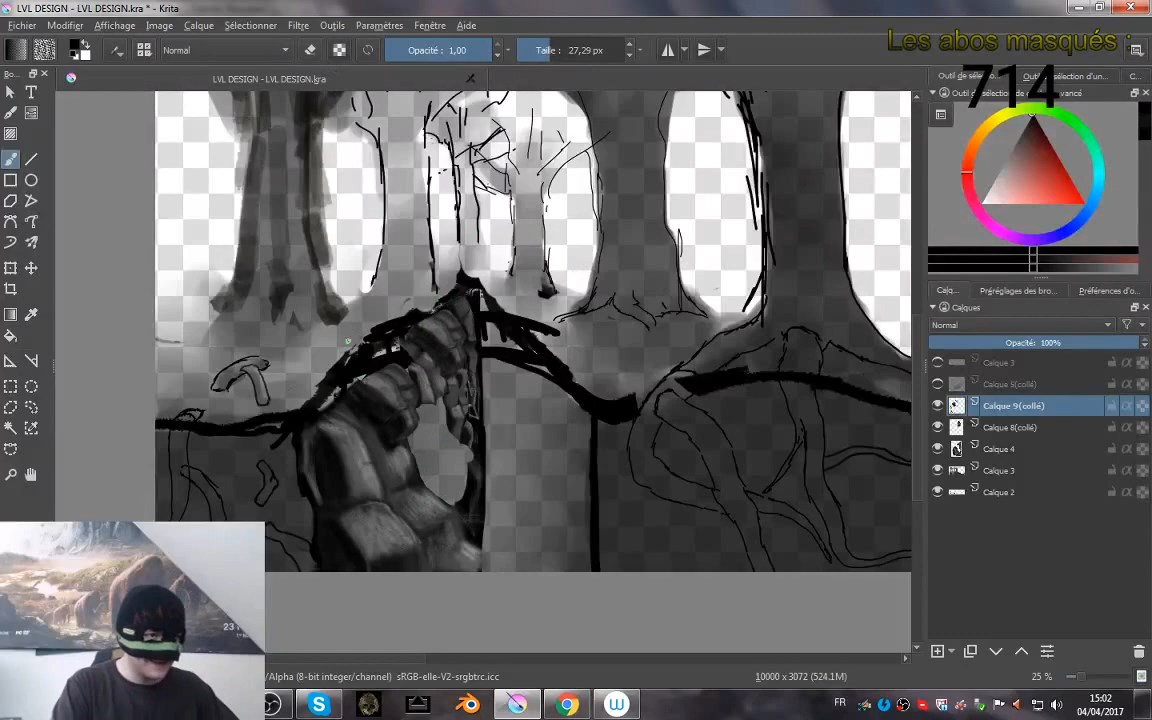 LVL DESIGN - LVL DESIGN.kra * - Krita
Fichier Modifier Affichage Image Calque Sélectionner Filtre Outils Paramètres Fenêtre Aide
Normal Opacité : 1,00 Taille : 27,29 px
Les abos masqués :
714
LVL DESIGN - LVL DESIGN.kra
Calq...
Préréglages des bro...
Préférences d'o...
Calques
Normal
Opacité: 100%
Calque 3
Calque 5(collé)
Calque 9(collé)
Calque 8(collé)
Calque 4
Calque 3
Calque 2
/Alpha (8-bit integer/channel) sRGB-elle-V2-srgbtrc.icc
10000 x 3072 (524.1M)
25 %
FR
15:02
04/04/2017